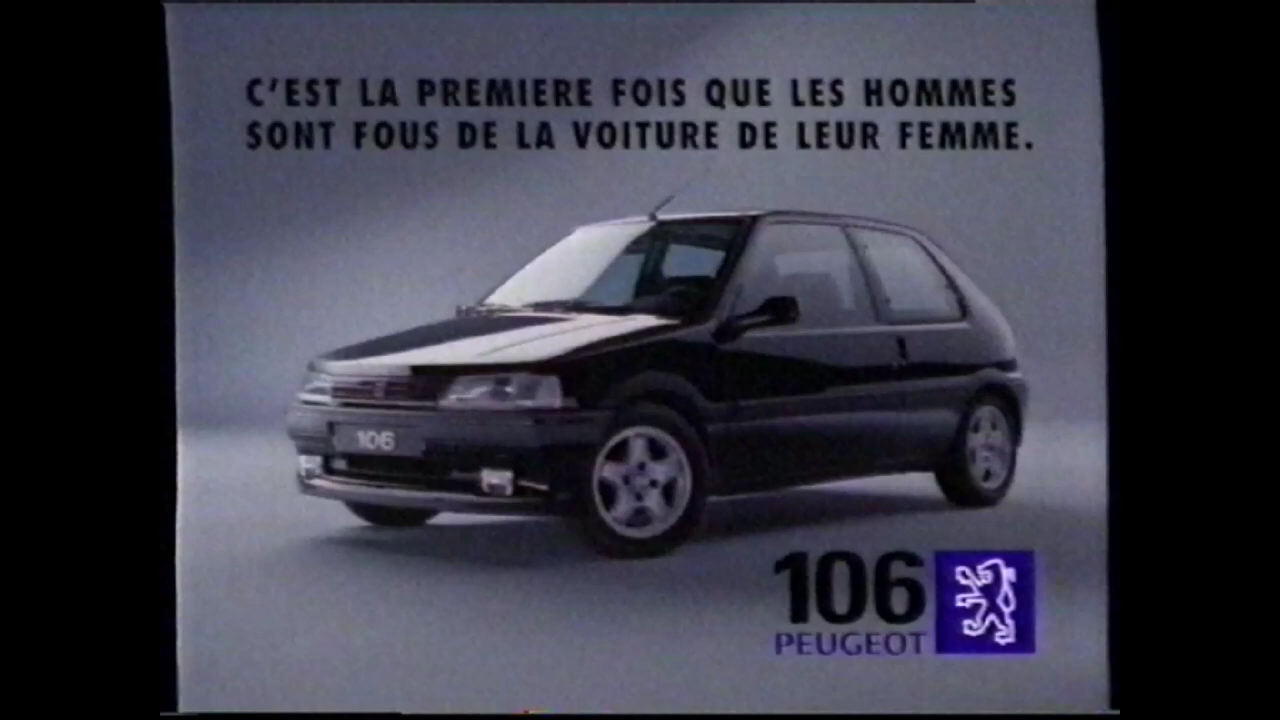 C'EST LA PREMIERE FOIS QUE LES HOMMES
SONT FOUS DE LA VOITURE DE LEUR FEMME.
106
106
PEUGEOT